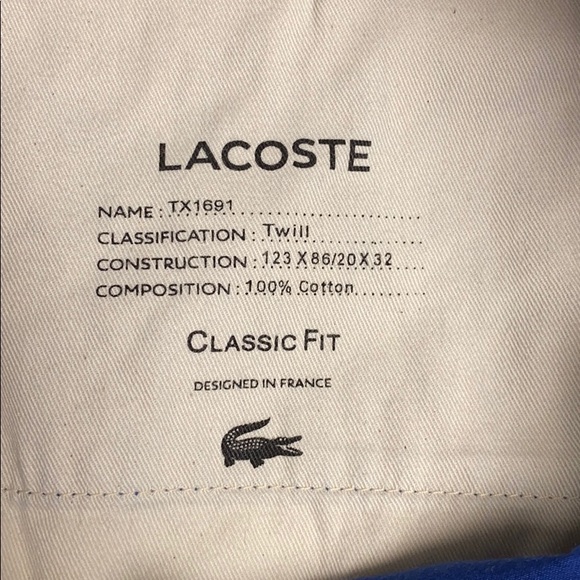 LACOSTE
NAME : TX1691
CLASSIFICATION : Twill
CONSTRUCTION : 123 X 86/20 X 32
COMPOSITION : 100% Cotton
CLASSIC FIT
DESIGNED IN FRANCE